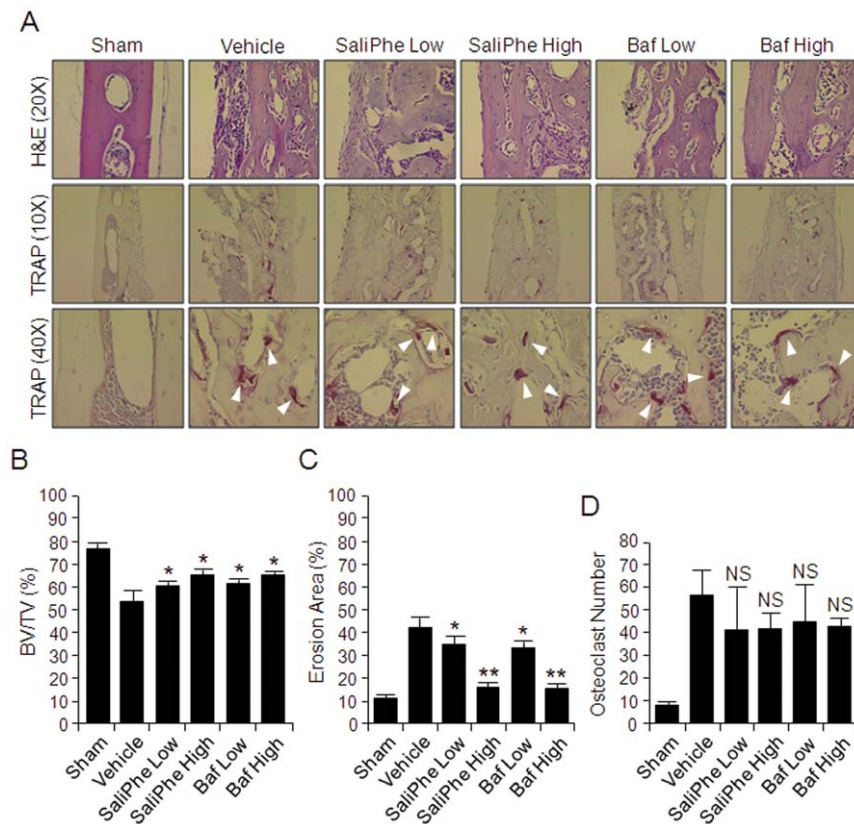 A
Sham Vehicle SaliPhe Low SaliPhe High Baf Low Baf High
H&E (20X)
TRAP (10X)
TRAP (40X)
B
BV/TV (%)
100
90
80
70
60
50
40
30
20
10
0
* * * *
Sham Vehicle SaliPhe Low SaliPhe High Baf Low Baf High
C
Erosion Area (%)
100
90
80
70
60
50
40
30
20
10
0
* ** * **
Sham Vehicle SaliPhe Low SaliPhe High Baf Low Baf High
D
Osteoclast Number
80
70
60
50
40
30
20
10
0
NS NS NS NS
Sham Vehicle SaliPhe Low SaliPhe High Baf Low Baf High